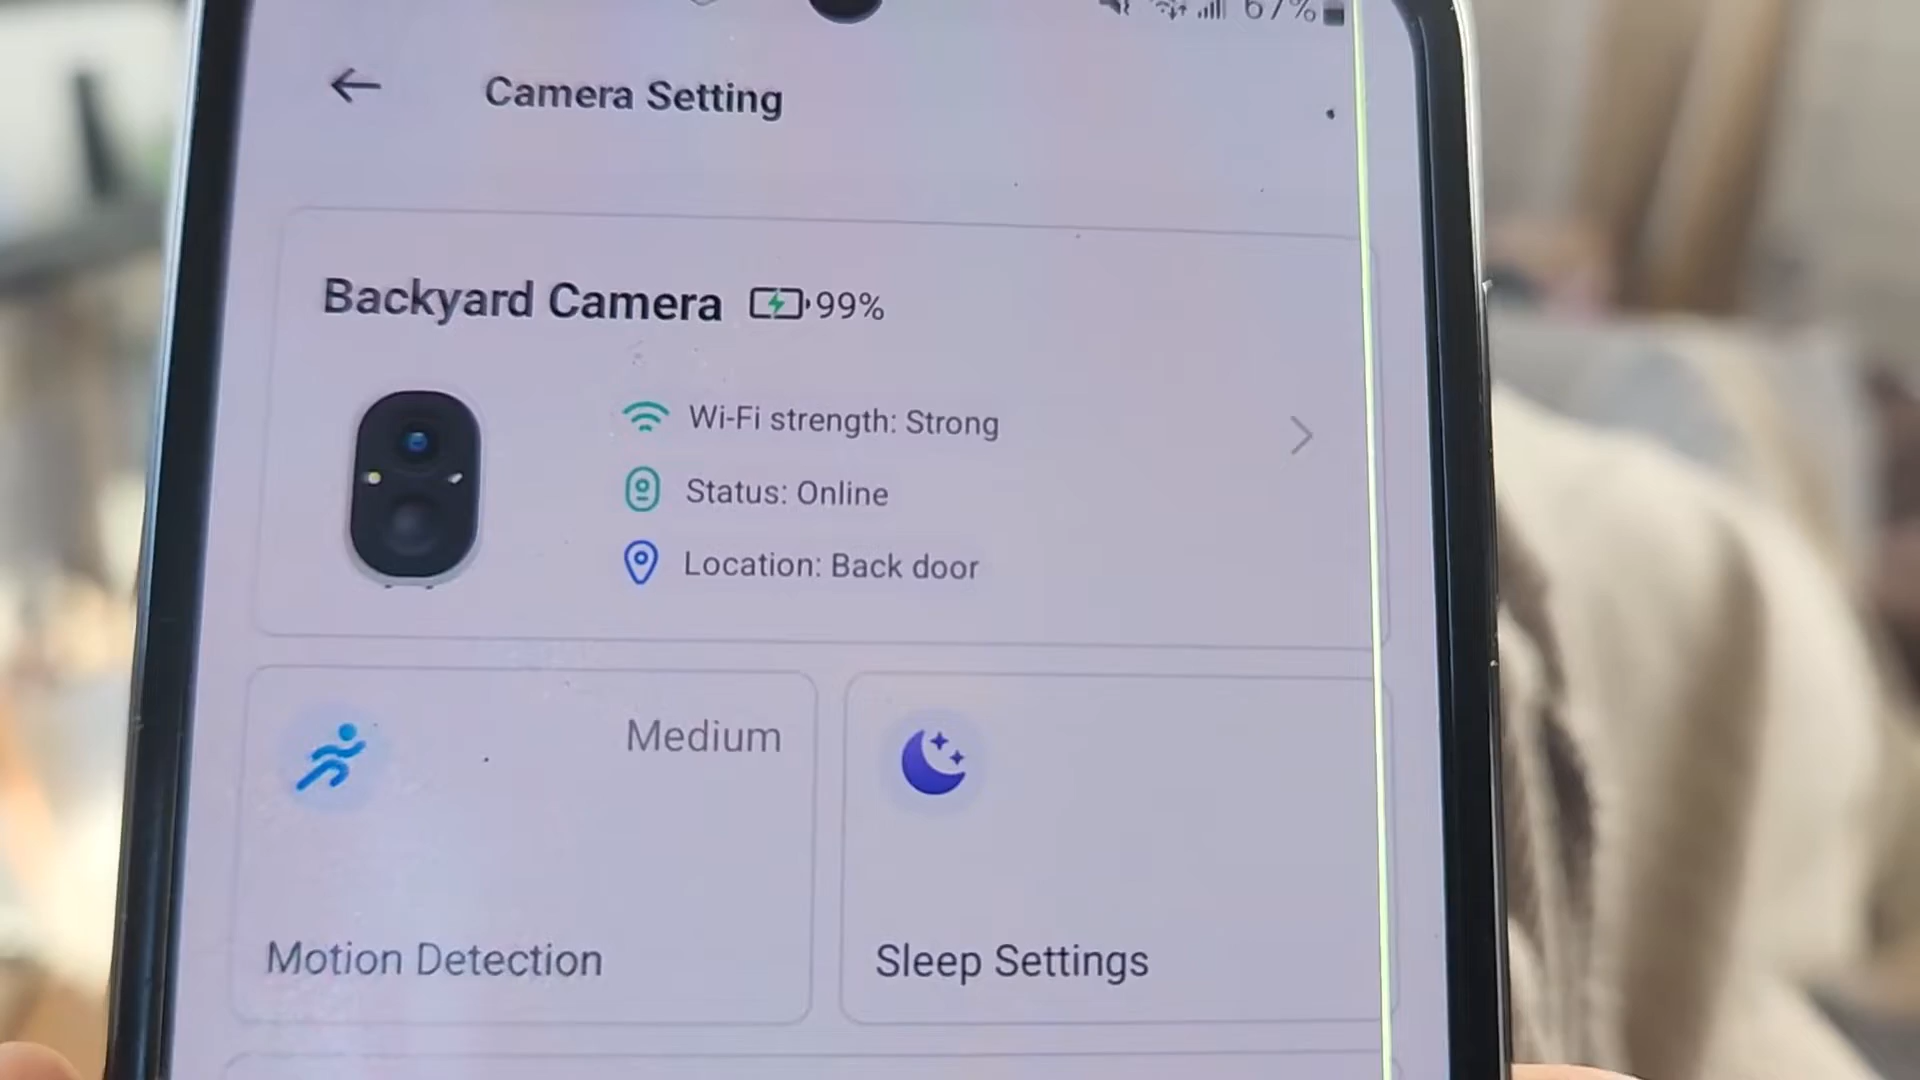 67%
Camera Setting
Backyard Camera 99%
Wi-Fi strength: Strong
Status: Online
Location: Back door
Medium
Motion Detection
Sleep Settings